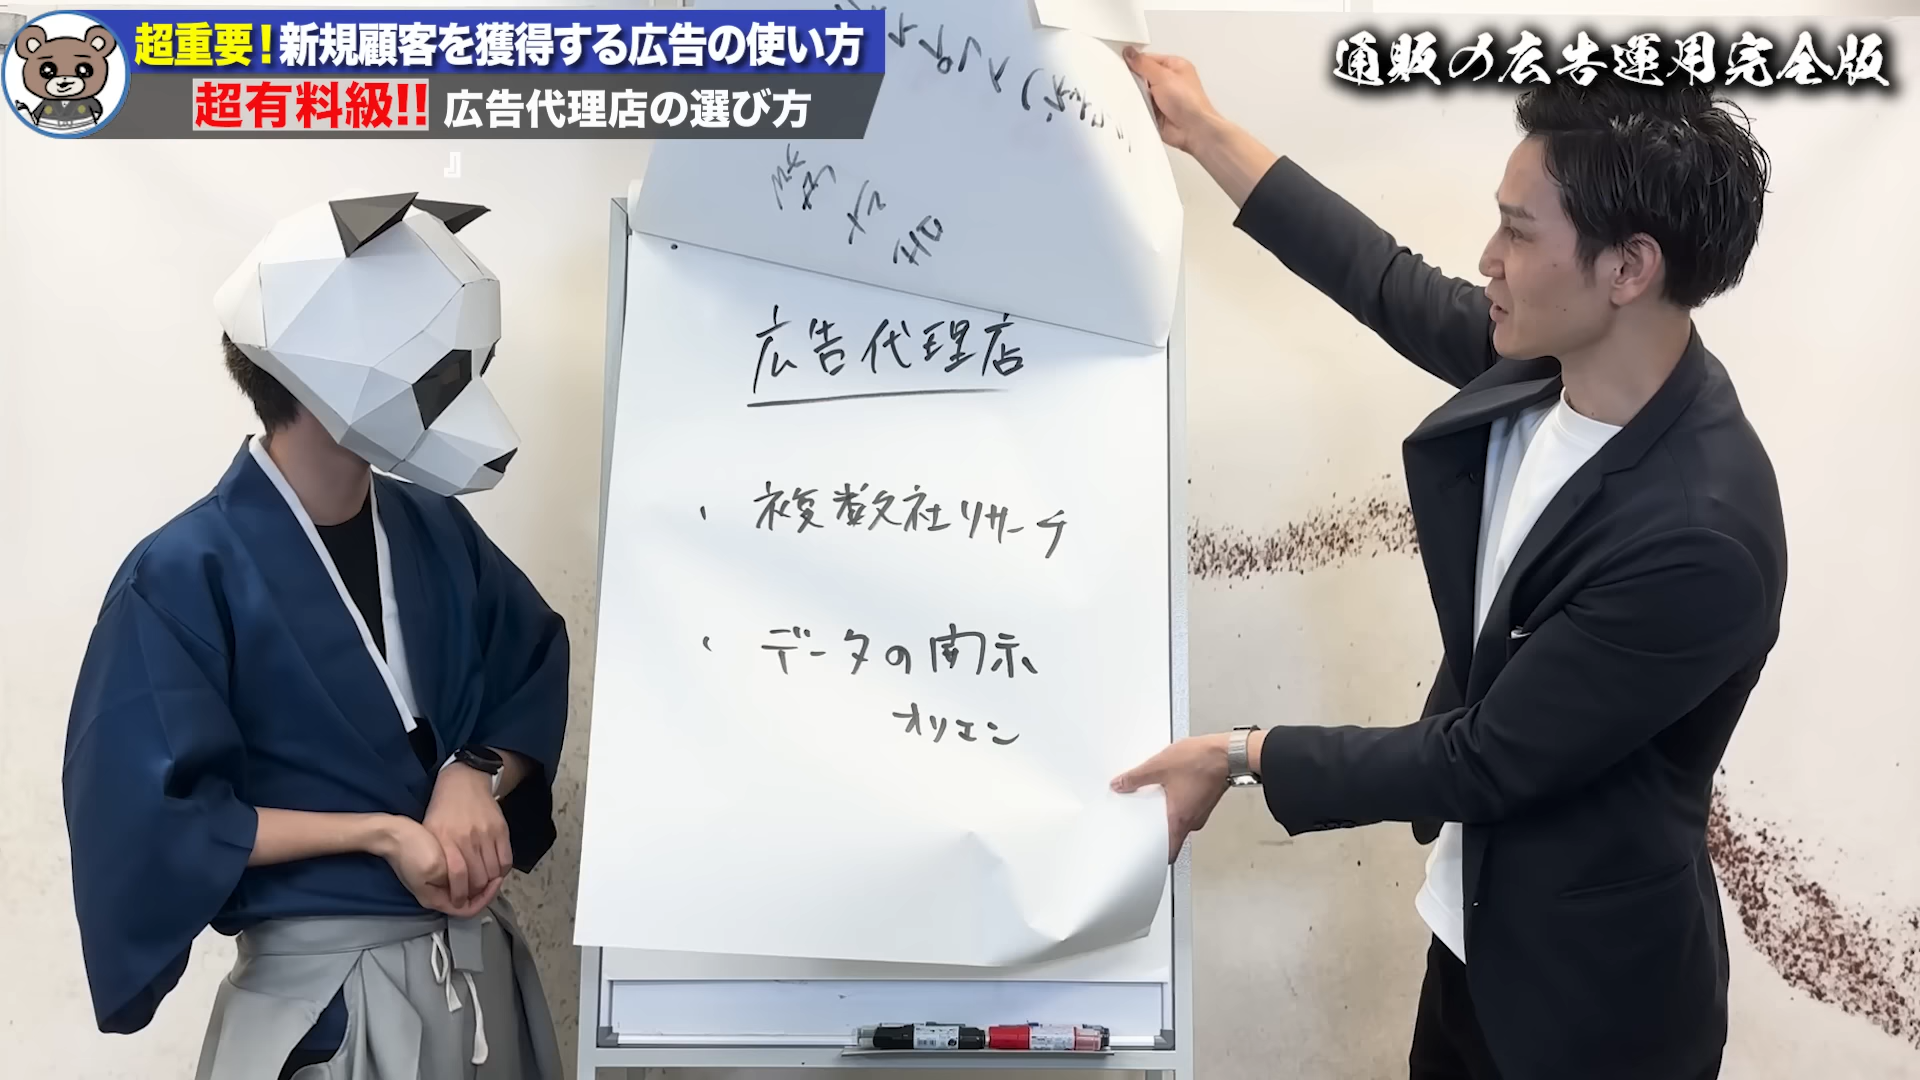 超重要！新規顧客を獲得する広告の使い方
超有料級!! 広告代理店の選び方
通販の広告運用完全版
』
広告代理店
・複数社リサーチ
・データの開示
オリエン